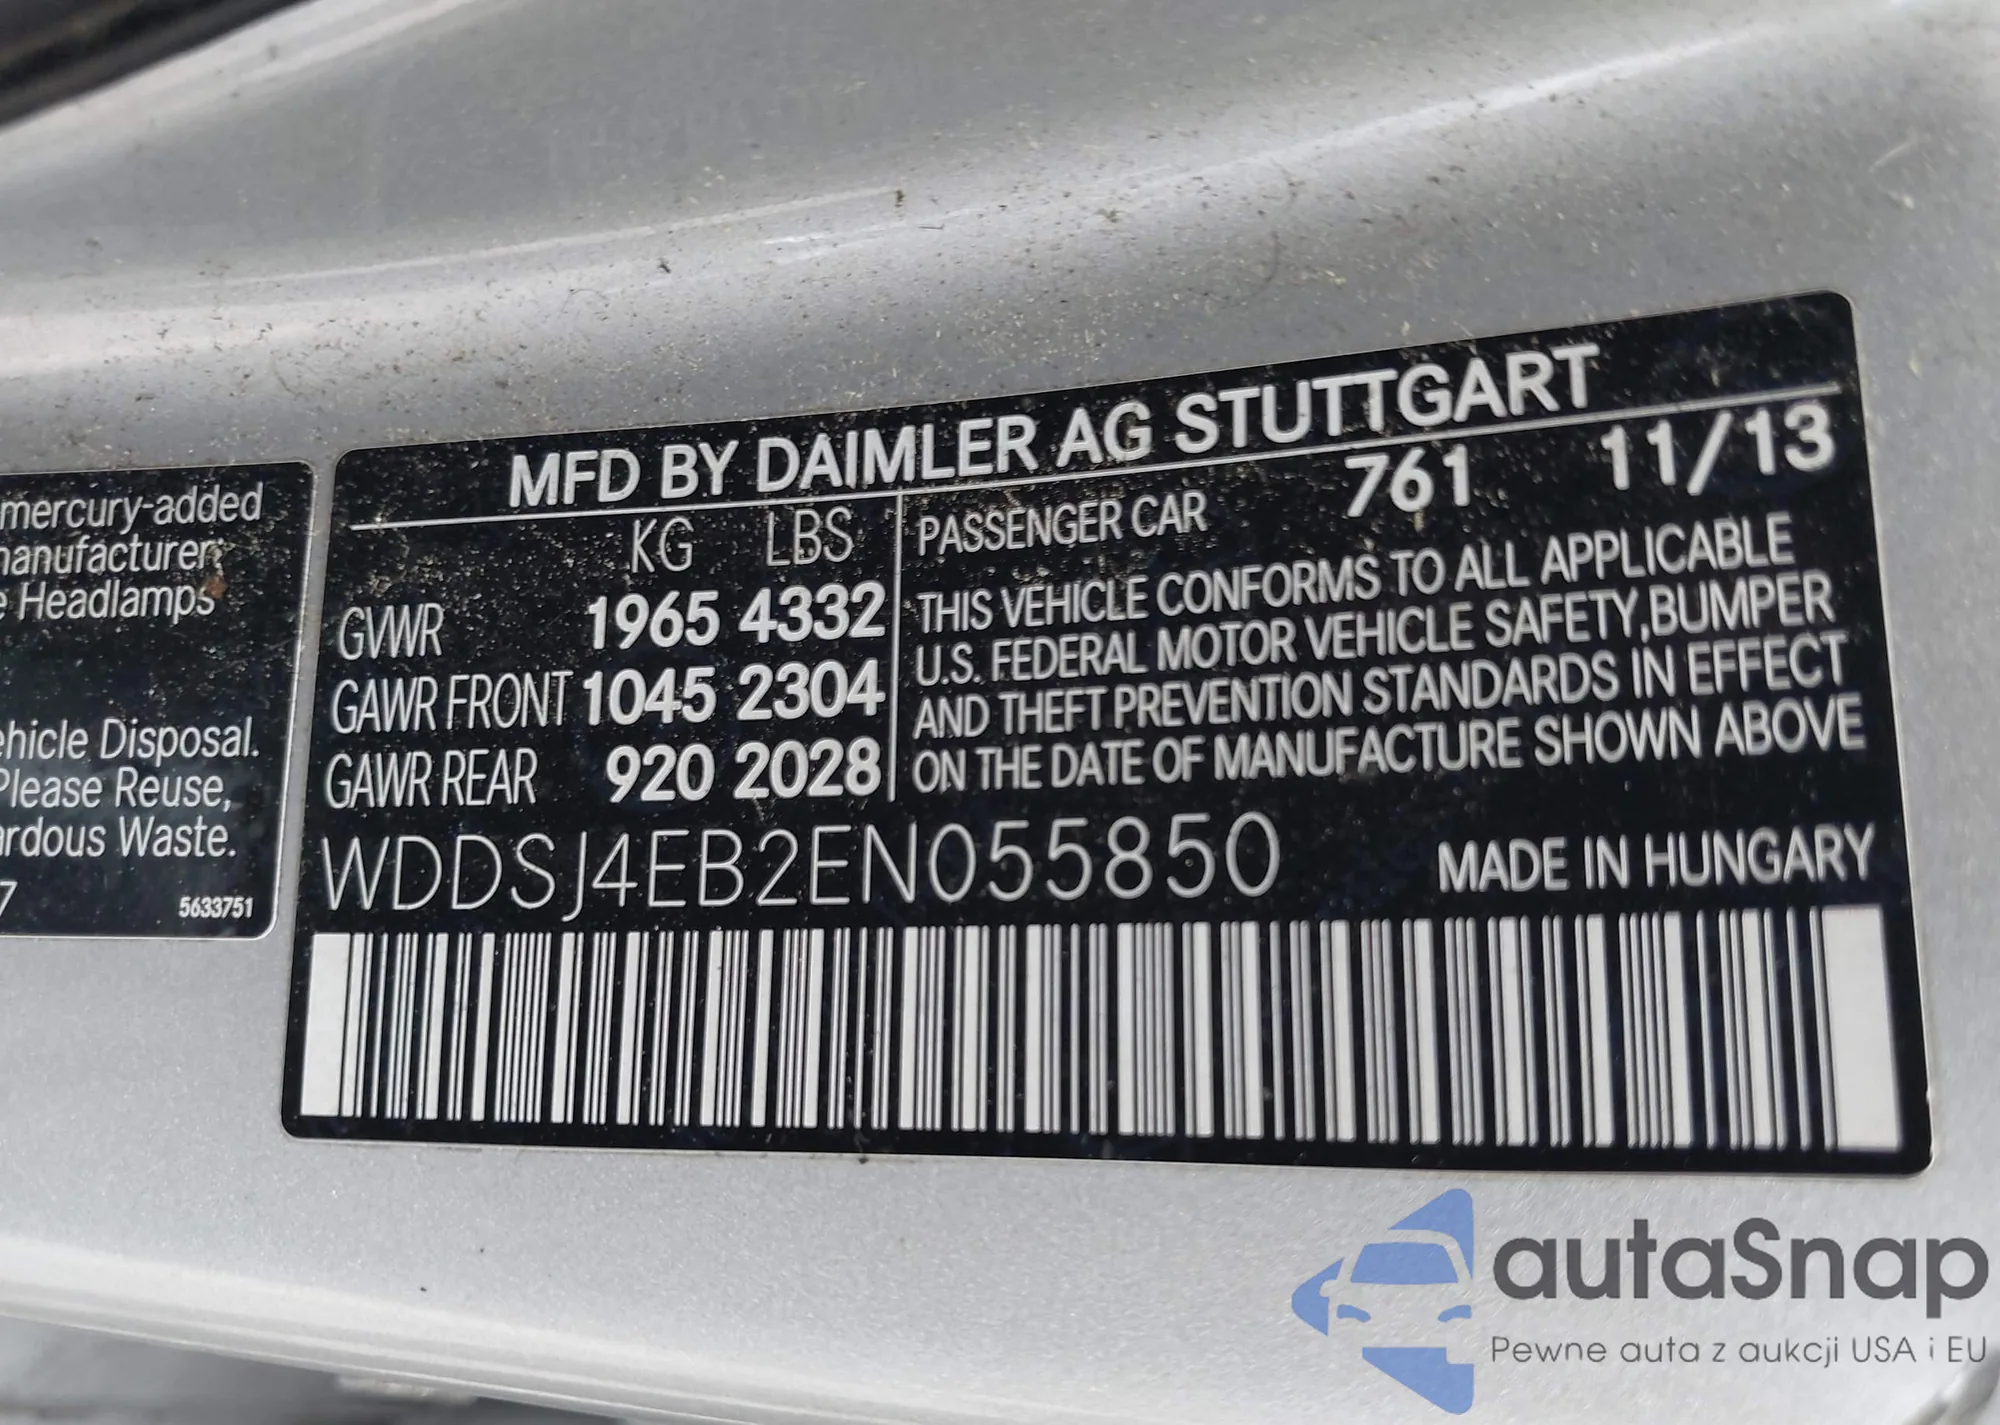 mercury-added
manufacturer
Headlamps
ehicle Disposal.
Please Reuse,
ardous Waste.
7
5633751
MFD BY DAIMLER AG STUTTGART
KG LBS
GVWR 1965 4332
GAWR FRONT 1045 2304
GAWR REAR 920 2028
PASSENGER CAR 761 11/13
THIS VEHICLE CONFORMS TO ALL APPLICABLE
U.S. FEDERAL MOTOR VEHICLE SAFETY,BUMPER
AND THEFT PREVENTION STANDARDS IN EFFECT
ON THE DATE OF MANUFACTURE SHOWN ABOVE
WDDSJ4EB2EN055850
MADE IN HUNGARY
autaSnap
Pewne auta z aukcji USA i EU